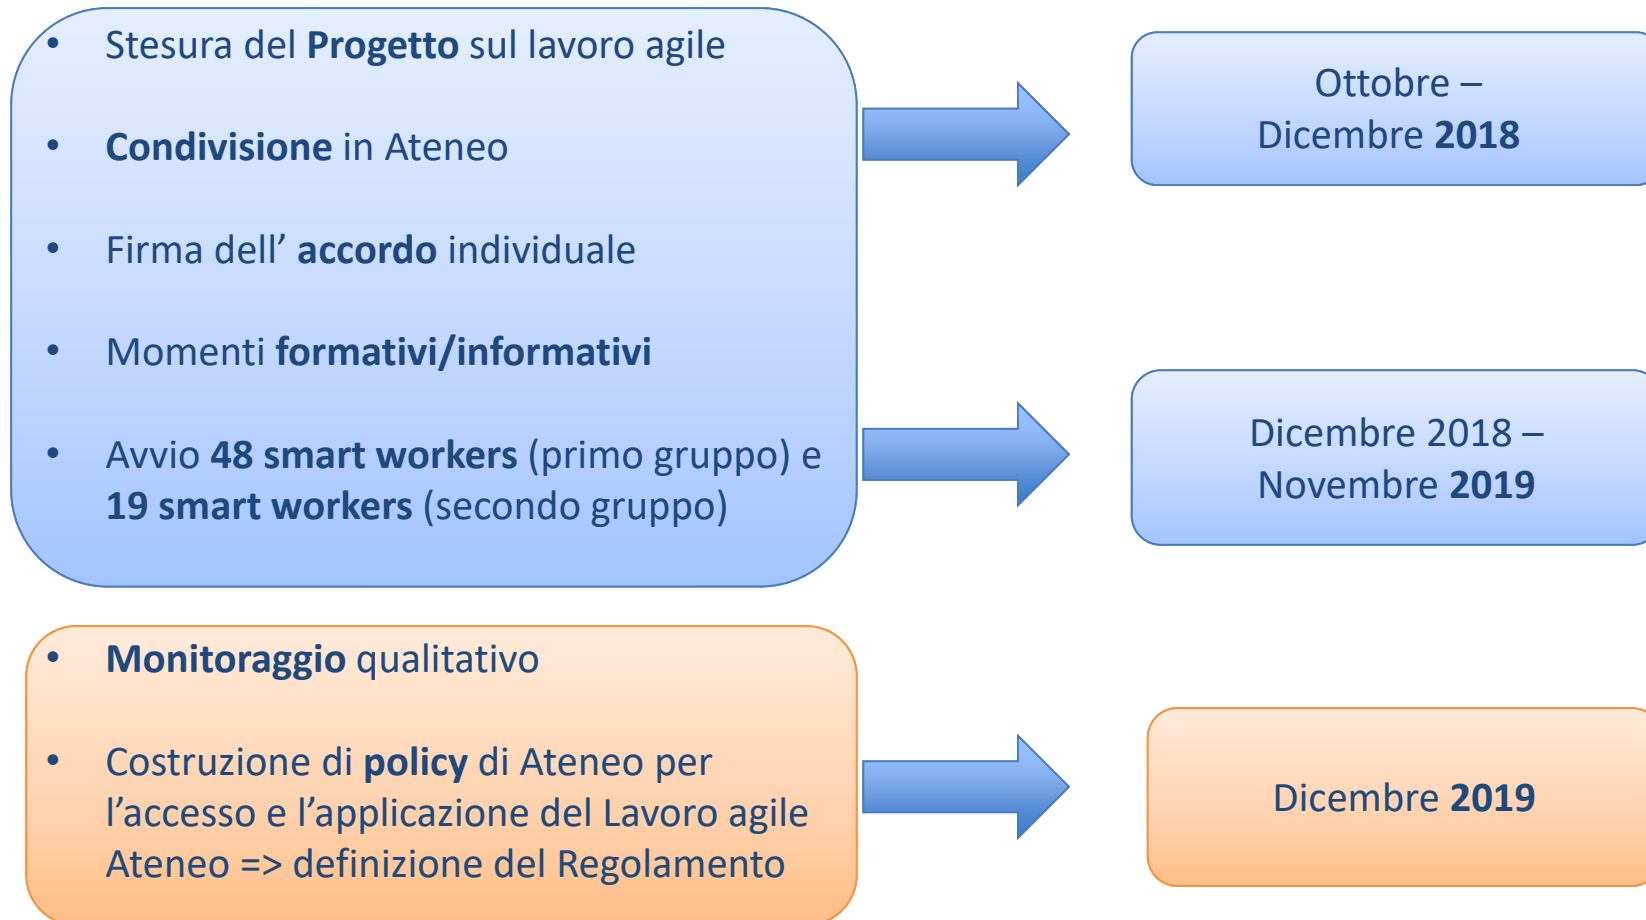 • Stesura del Progetto sul lavoro agile
• Condivisione in Ateneo
• Firma dell’ accordo individuale
• Momenti formativi/informativi
• Avvio 48 smart workers (primo gruppo) e
19 smart workers (secondo gruppo)
Ottobre –
Dicembre 2018
Dicembre 2018 –
Novembre 2019
• Monitoraggio qualitativo
• Costruzione di policy di Ateneo per
l’accesso e l’applicazione del Lavoro agile
Ateneo => definizione del Regolamento
Dicembre 2019